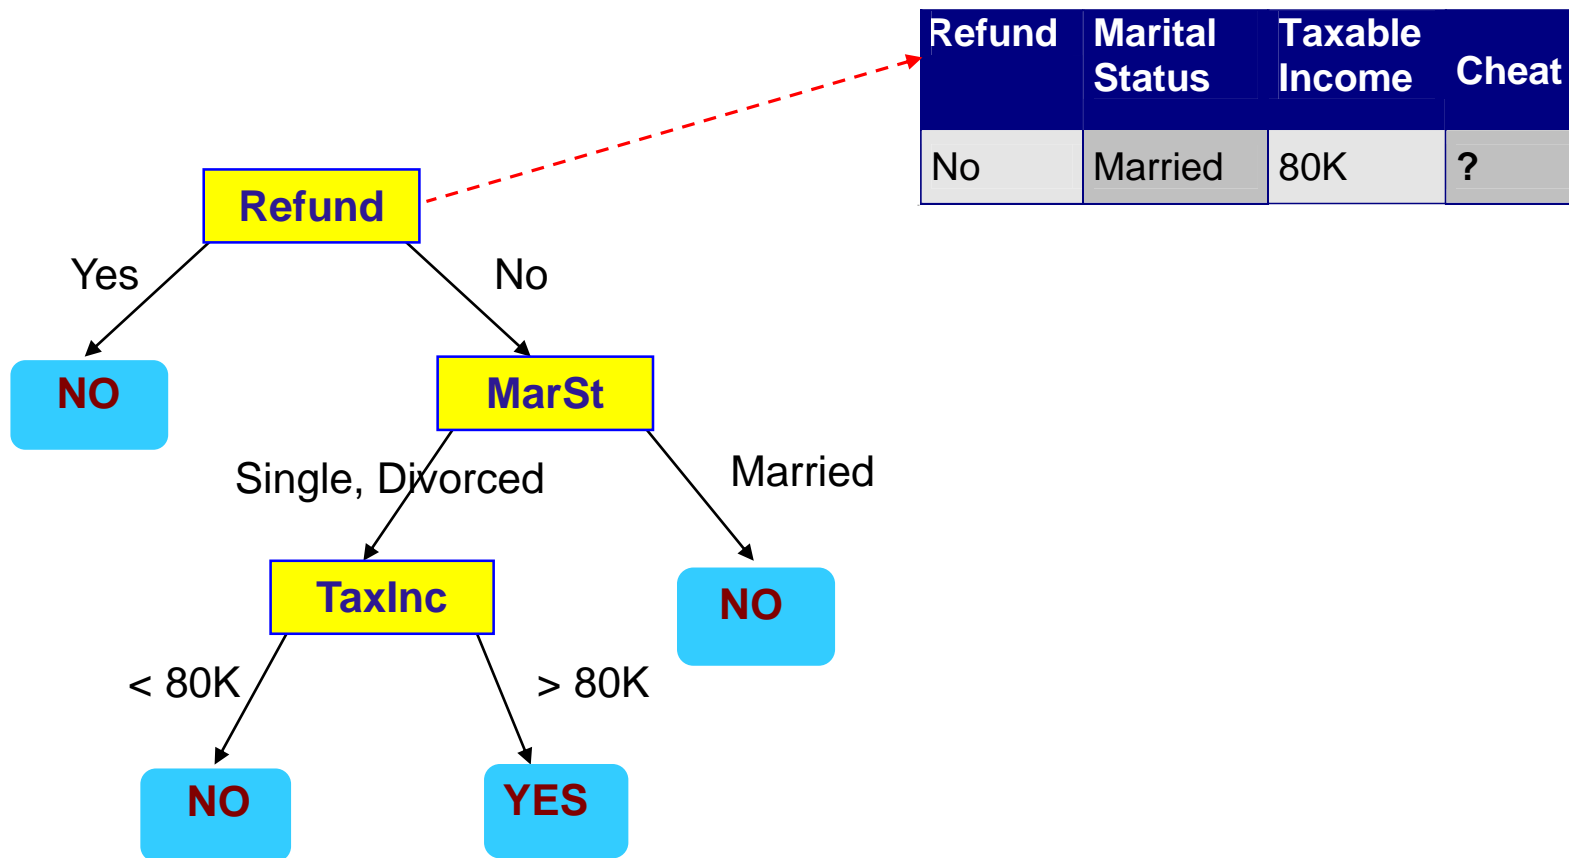 Refund Marital Status Taxable Income Cheat
No Married 80K ?
Refund
Yes No
NO
MarSt
Single, Divorced Married
TaxInc
NO
< 80K > 80K
NO YES